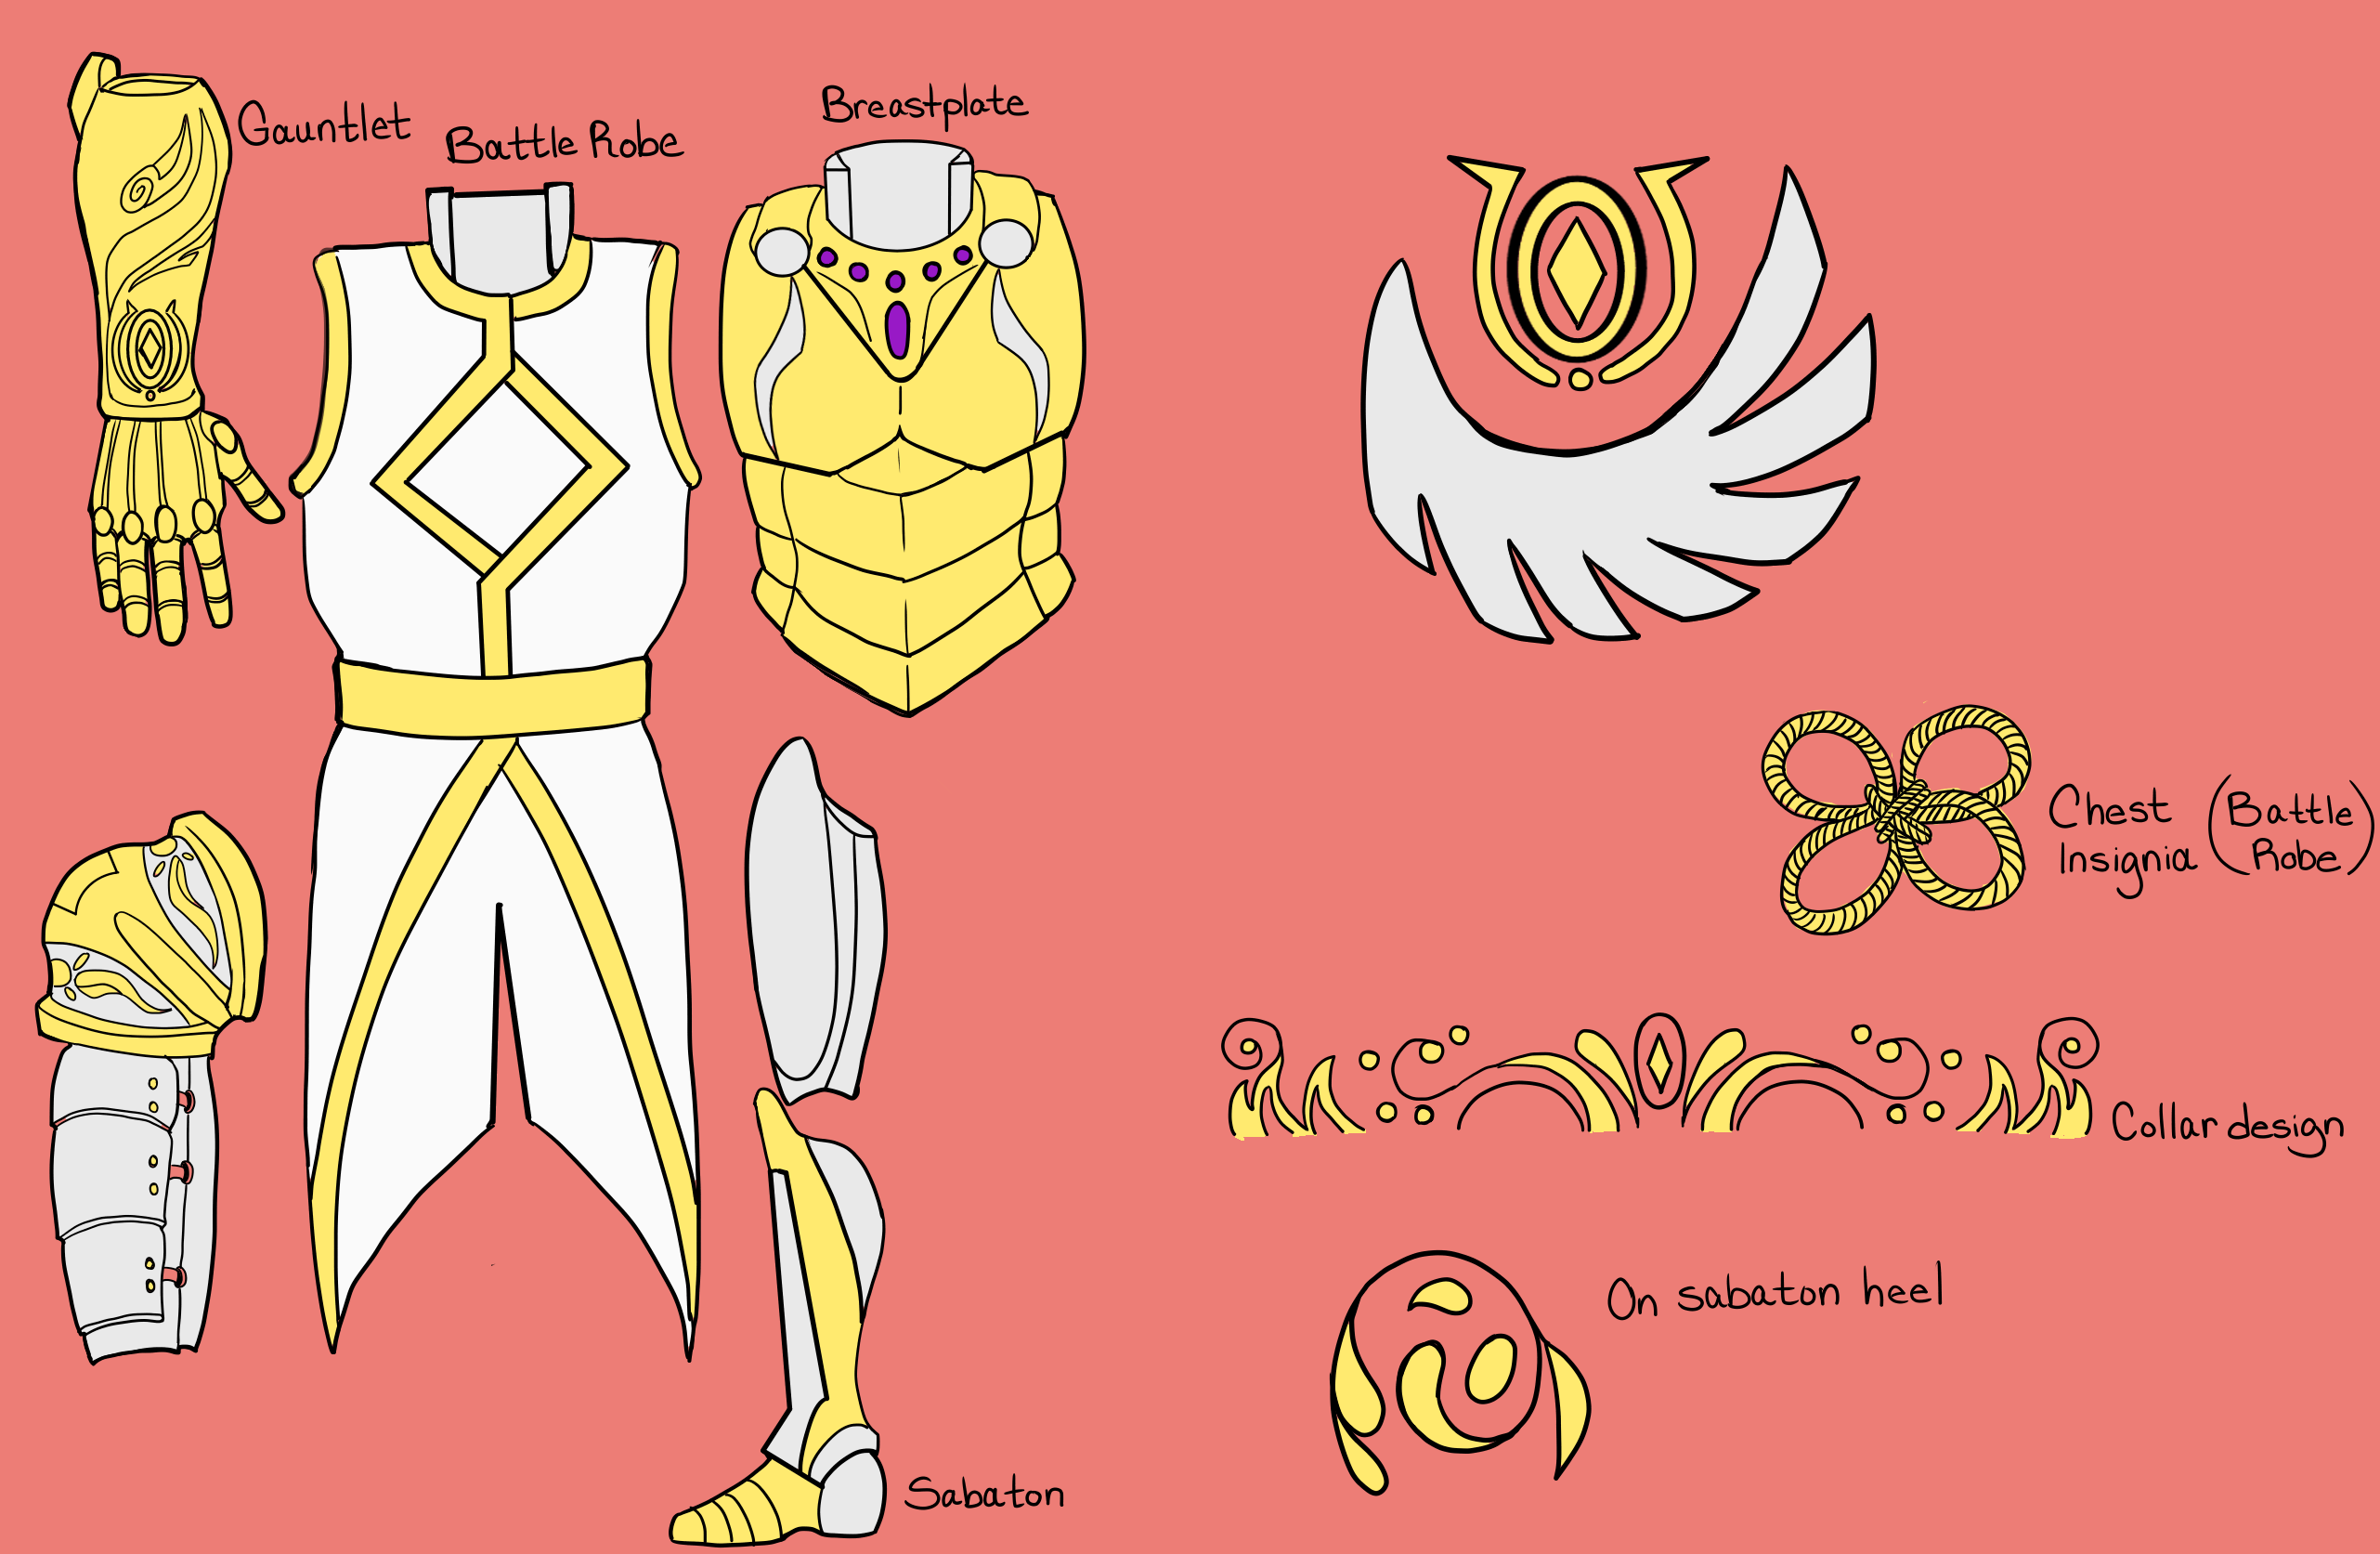 Gauntlet
Battle Robe
Breastplate
Chest (Battle
Insignia Robe)
Collar design
On sabaton heel
Sabaton